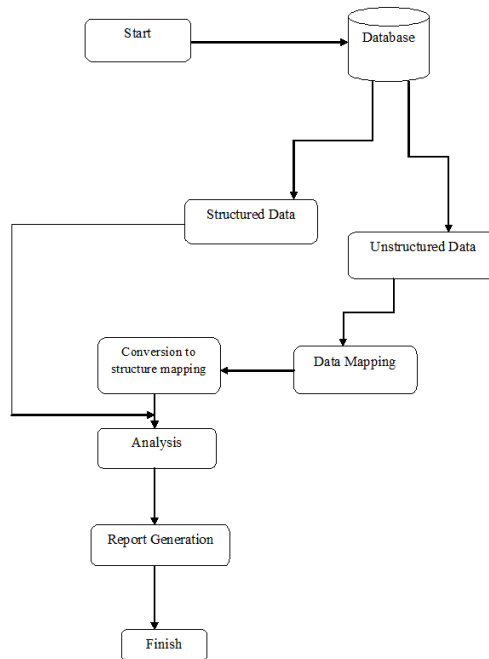 Start
Database
Structured Data
Unstructured Data
Conversion to
structure mapping
Data Mapping
Analysis
Report Generation
Finish